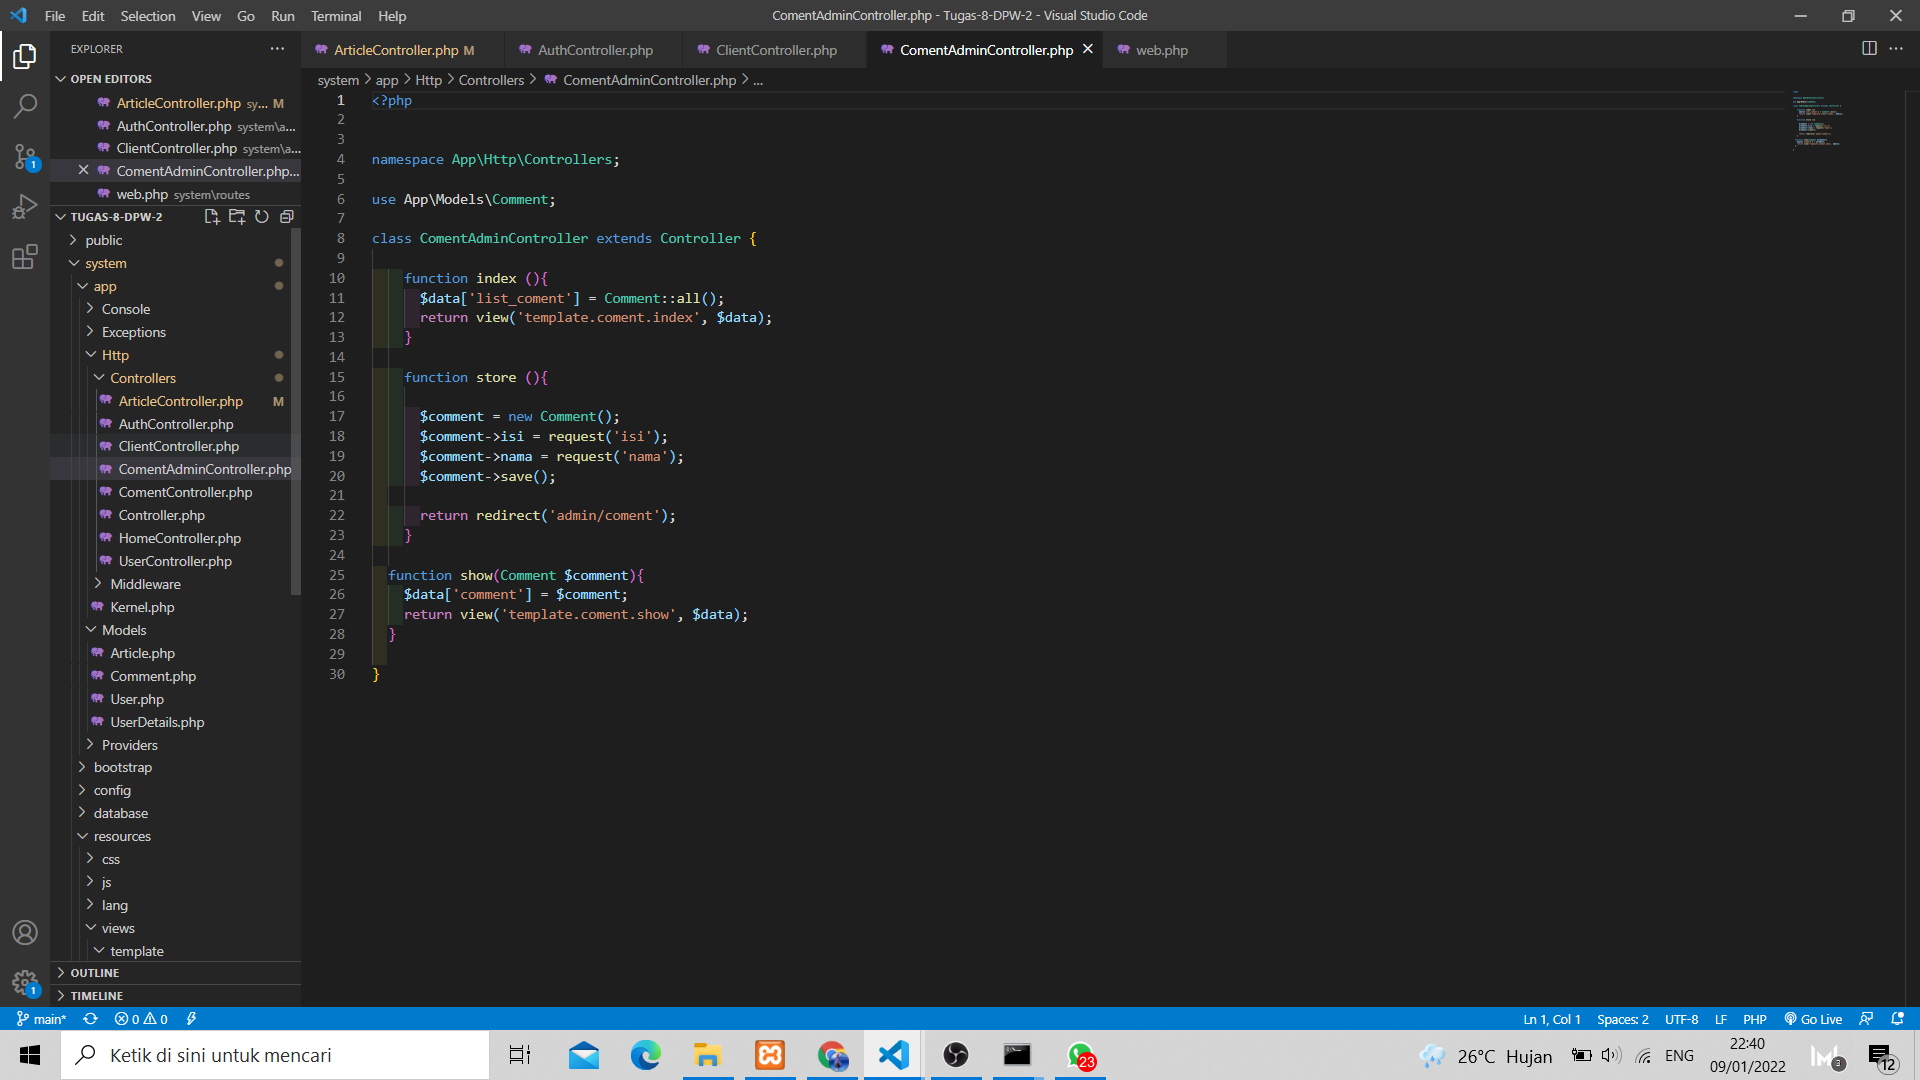 File Edit Selection View Go Run Terminal Help
ComentAdminController.php - Tugas-8-DPW-2 - Visual Studio Code
EXPLORER
OPEN EDITORS
ArticleController.php sy... M
AuthController.php system\a...
ClientController.php system\a...
ComentAdminController.php...
web.php system\routes
TUGAS-8-DPW-2
public
system
app
Console
Exceptions
Http
Controllers
ArticleController.php M
AuthController.php
ClientController.php
ComentAdminController.php
ComentController.php
Controller.php
HomeController.php
UserController.php
Middleware
Kernel.php
Models
Article.php
Comment.php
User.php
UserDetails.php
Providers
bootstrap
config
database
resources
css
js
lang
views
template
OUTLINE
TIMELINE
1
1
ArticleController.php M AuthController.php ClientController.php ComentAdminController.php web.php
system > app > Http > Controllers > ComentAdminController.php > ...
1 <?php
2
3
4 namespace App\Http\Controllers;
5
6 use App\Models\Comment;
7
8 class ComentAdminController extends Controller {
9
10 function index (){
11 $data['list_coment'] = Comment::all();
12 return view('template.coment.index', $data);
13 }
14
15 function store (){
16
17 $comment = new Comment();
18 $comment->isi = request('isi');
19 $comment->nama = request('nama');
20 $comment->save();
21
22 return redirect('admin/coment');
23 }
24
25 function show(Comment $comment){
26 $data['comment'] = $comment;
27 return view('template.coment.show', $data);
28 }
29
30 }
main* 0 0 Ln 1, Col 1 Spaces: 2 UTF-8 LF PHP Go Live
Ketik di sini untuk mencari
23
26°C Hujan
ENG
22:40
09/01/2022
3
12